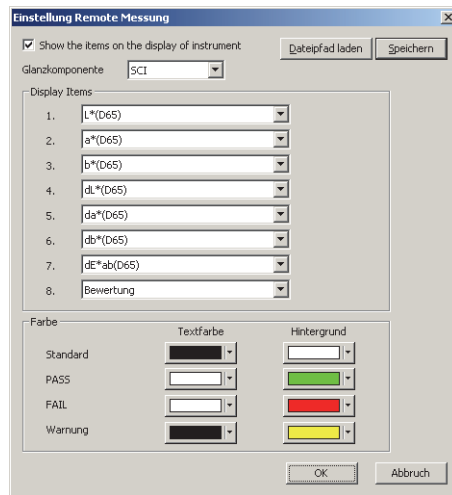 Einstellung Remote Messung
Show the items on the display of instrument
Dateipfad laden
Speichern
Glanzkomponente SCI
Display Items
1. L*(D65)
2. a*(D65)
3. b*(D65)
4. dL*(D65)
5. da*(D65)
6. db*(D65)
7. dE*ab(D65)
8. Bewertung
Farbe
Textfarbe Hintergrund
Standard
PASS
FAIL
Warnung
OK Abbruch